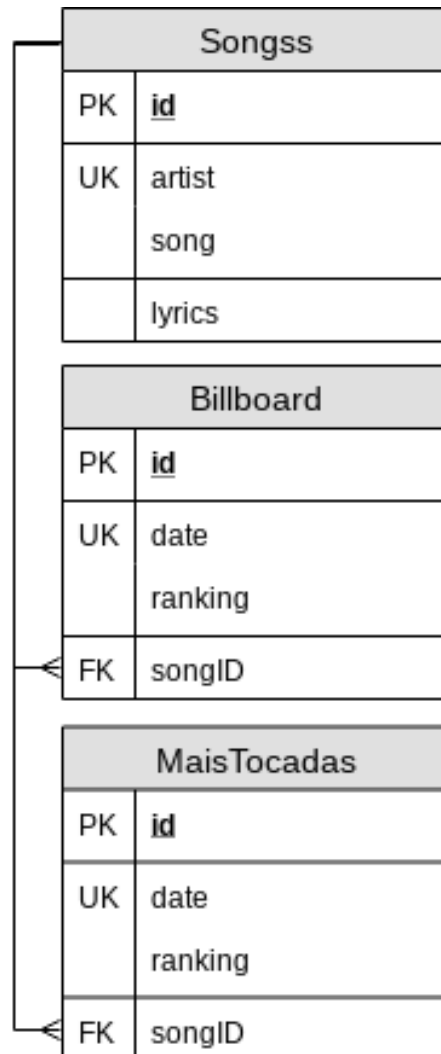 Songss
PK id
UK artist
song
lyrics
Billboard
PK id
UK date
ranking
FK songID
MaisTocadas
PK id
UK date
ranking
FK songID